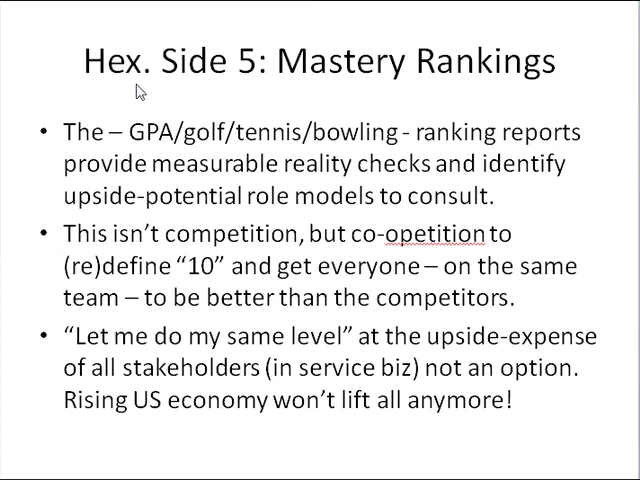 Hex. Side 5: Mastery Rankings
• The – GPA/golf/tennis/bowling - ranking reports
provide measurable reality checks and identify
upside-potential role models to consult.
• This isn't competition, but co-opetition to
(re)define “10” and get everyone – on the same
team – to be better than the competitors.
• “Let me do my same level” at the upside-expense
of all stakeholders (in service biz) not an option.
Rising US economy won't lift all anymore!